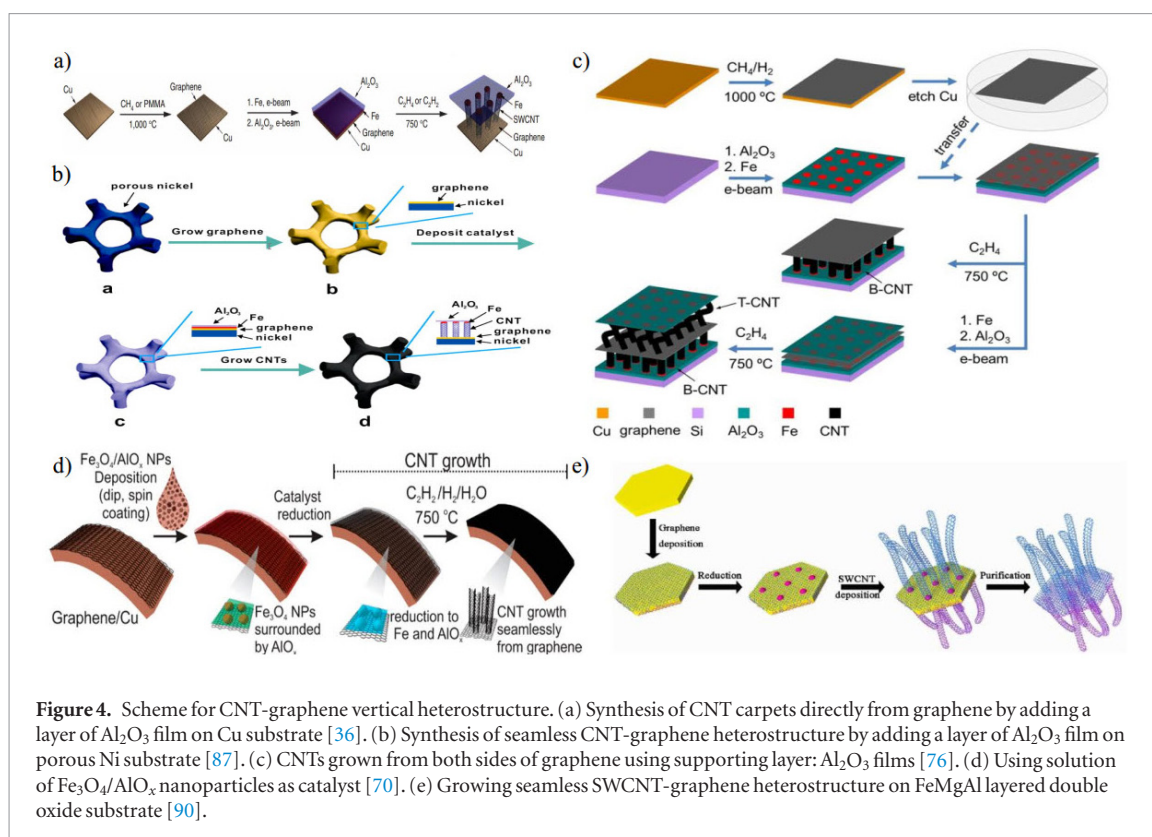 a)
Cu
CH₄ or PMMA
1,000 °C
Graphene
Cu
1. Fe, e-beam
2. Al₂O₃, e-beam
Al₂O₃
Fe
Graphene
Cu
C₂H₄ or C₂H₂
750 °C
Al₂O₃
Fe
SWCNT
Graphene
Cu
b)
porous nickel
a
Grow graphene
graphene
nickel
b
Deposit catalyst
Al₂O₃
Fe
graphene
nickel
c
Grow CNTs
Al₂O₃
Fe
CNT
graphene
nickel
d
c)
CH₄/H₂
1000 ºC
etch Cu
transfer
1. Al₂O₃
2. Fe
e-beam
C₂H₄
750 ºC
B-CNT
1. Fe
2. Al₂O₃
e-beam
T-CNT
C₂H₄
750 ºC
B-CNT
Cu graphene Si Al₂O₃ Fe CNT
d)
Fe₃O₄/AlOₓ NPs
Deposition
(dip, spin
coating)
Graphene/Cu
Fe₃O₄ NPs
surrounded
by AlOₓ
Catalyst
reduction
CNT growth
C₂H₂/H₂/H₂O
750 °C
reduction to
Fe and AlOₓ
CNT growth
seamlessly
from graphene
e)
Graphene
deposition
Reduction
SWCNT
deposition
Purification
Figure 4. Scheme for CNT-graphene vertical heterostructure. (a) Synthesis of CNT carpets directly from graphene by adding a
layer of Al₂O₃ film on Cu substrate [36]. (b) Synthesis of seamless CNT-graphene heterostructure by adding a layer of Al₂O₃ film on
porous Ni substrate [87]. (c) CNTs grown from both sides of graphene using supporting layer: Al₂O₃ films [76]. (d) Using solution
of Fe₃O₄/AlOₓ nanoparticles as catalyst [70]. (e) Growing seamless SWCNT-graphene heterostructure on FeMgAl layered double
oxide substrate [90].